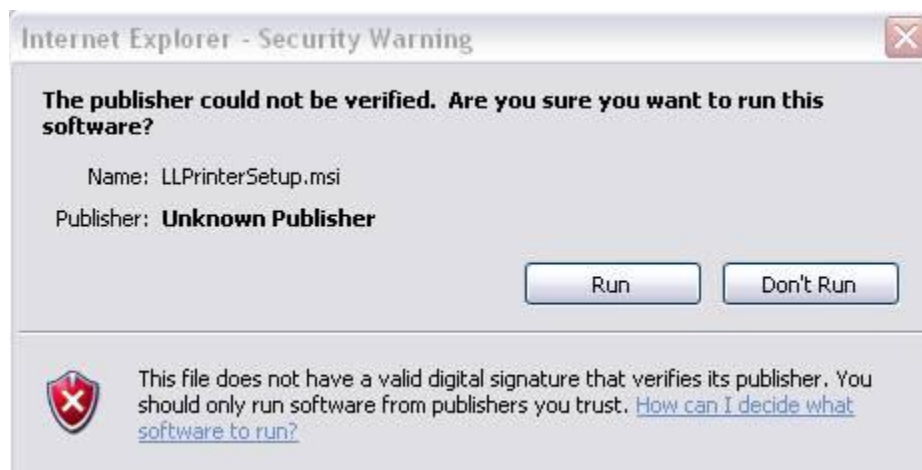 Internet Explorer - Security Warning
The publisher could not be verified.  Are you sure you want to run this
software?
Name: LLPrinterSetup.msi
Publisher: Unknown Publisher
Run Don't Run
This file does not have a valid digital signature that verifies its publisher. You
should only run software from publishers you trust. How can I decide what
software to run?